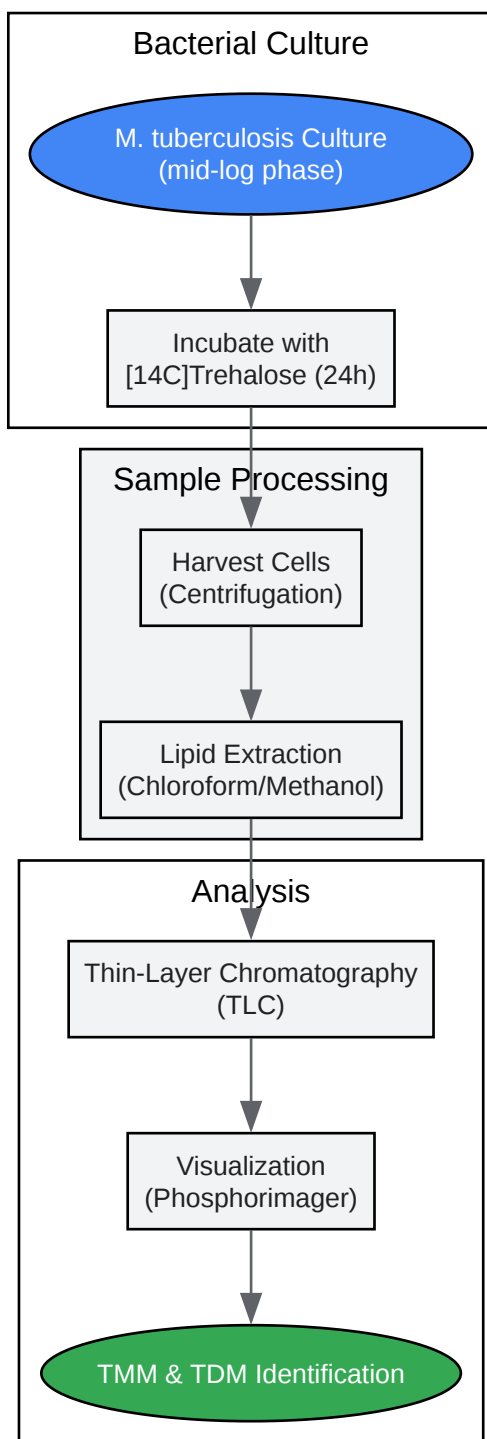 Bacterial Culture
M. tuberculosis Culture
(mid-log phase)
Incubate with
[14C]Trehalose (24h)
Sample Processing
Harvest Cells
(Centrifugation)
Lipid Extraction
(Chloroform/Methanol)
Analysis
Thin-Layer Chromatography
(TLC)
Visualization
(Phosphorimager)
TMM & TDM Identification